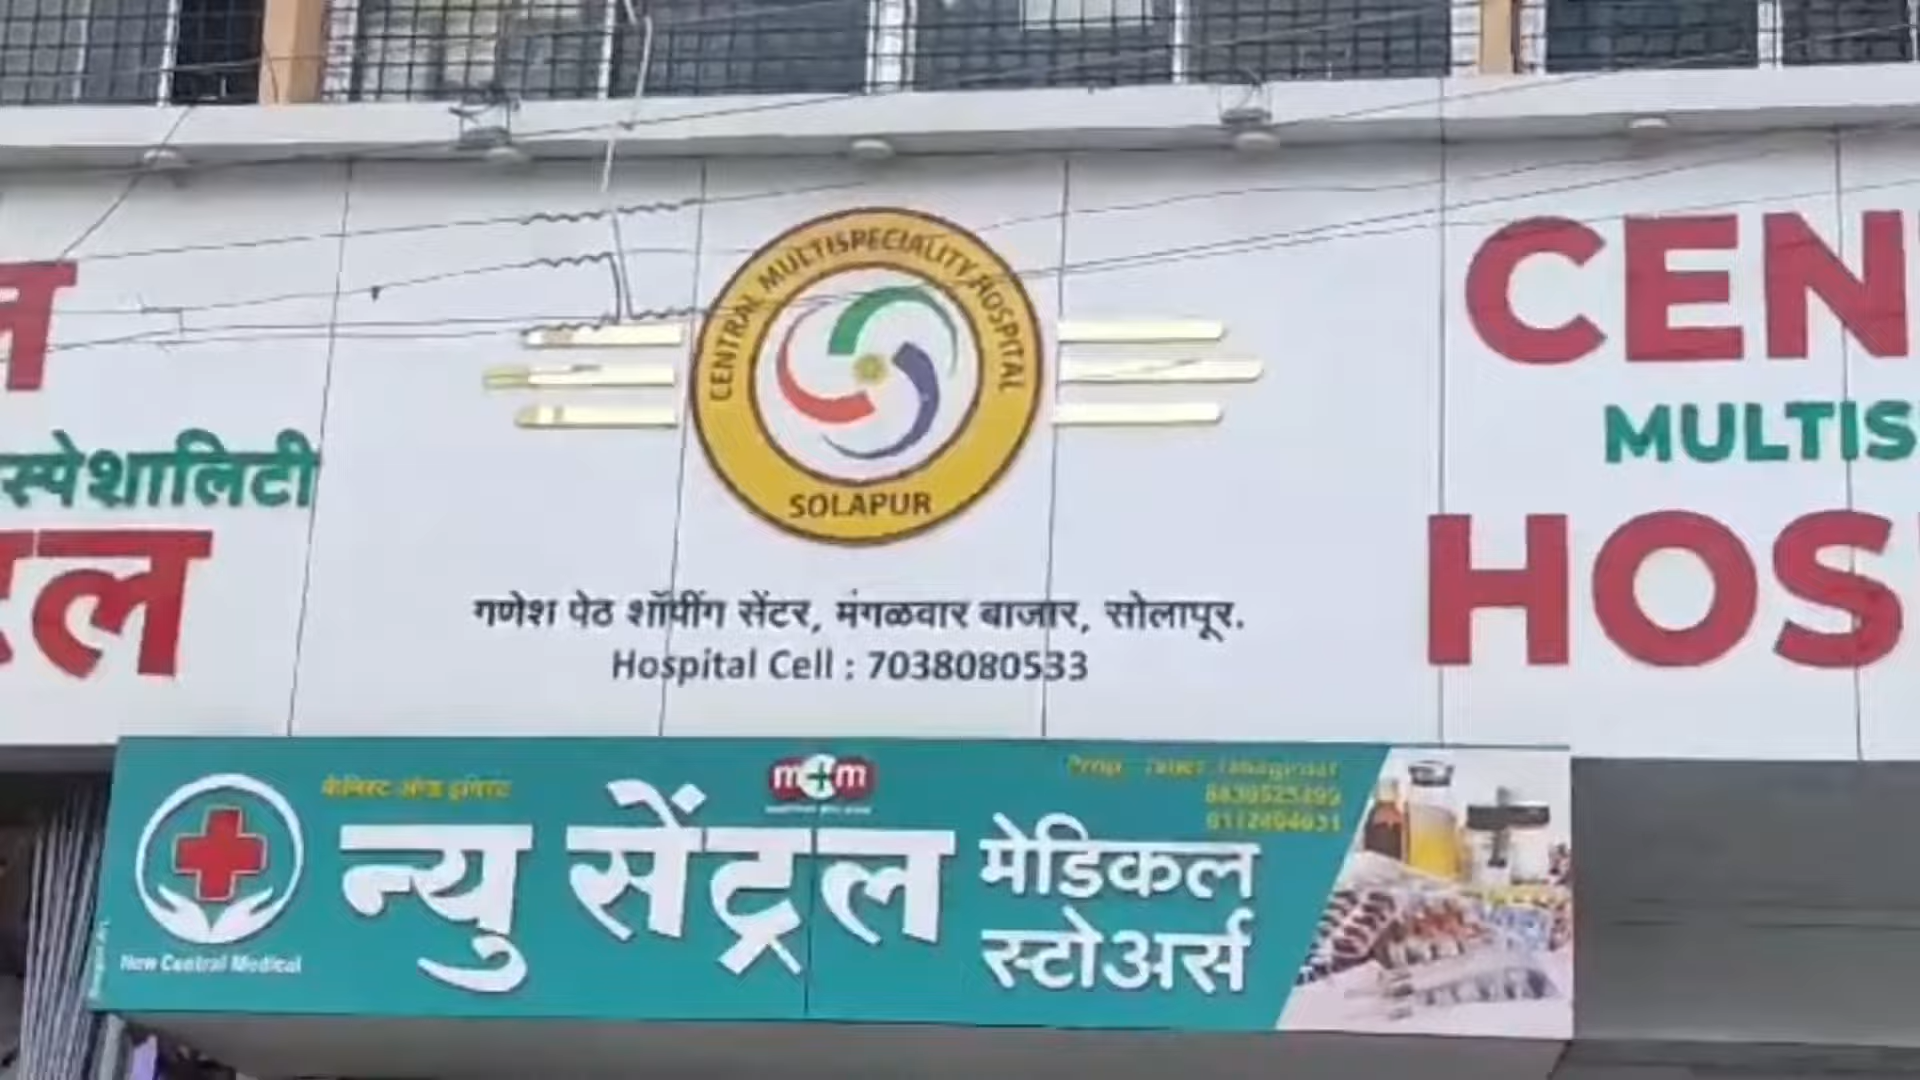 ल
स्पेशालिटी
टल
CENTRAL MULTISPECIALITY HOSPITAL
SOLAPUR
गणेश पेठ शॉपींग सेंटर, मंगळवार बाजार, सोलापूर.
Hospital Cell : 7038080533
CEN
MULTIS
HOS
m+m
New Central Medical
न्यु सेंट्रल
मेडिकल
स्टोअर्स